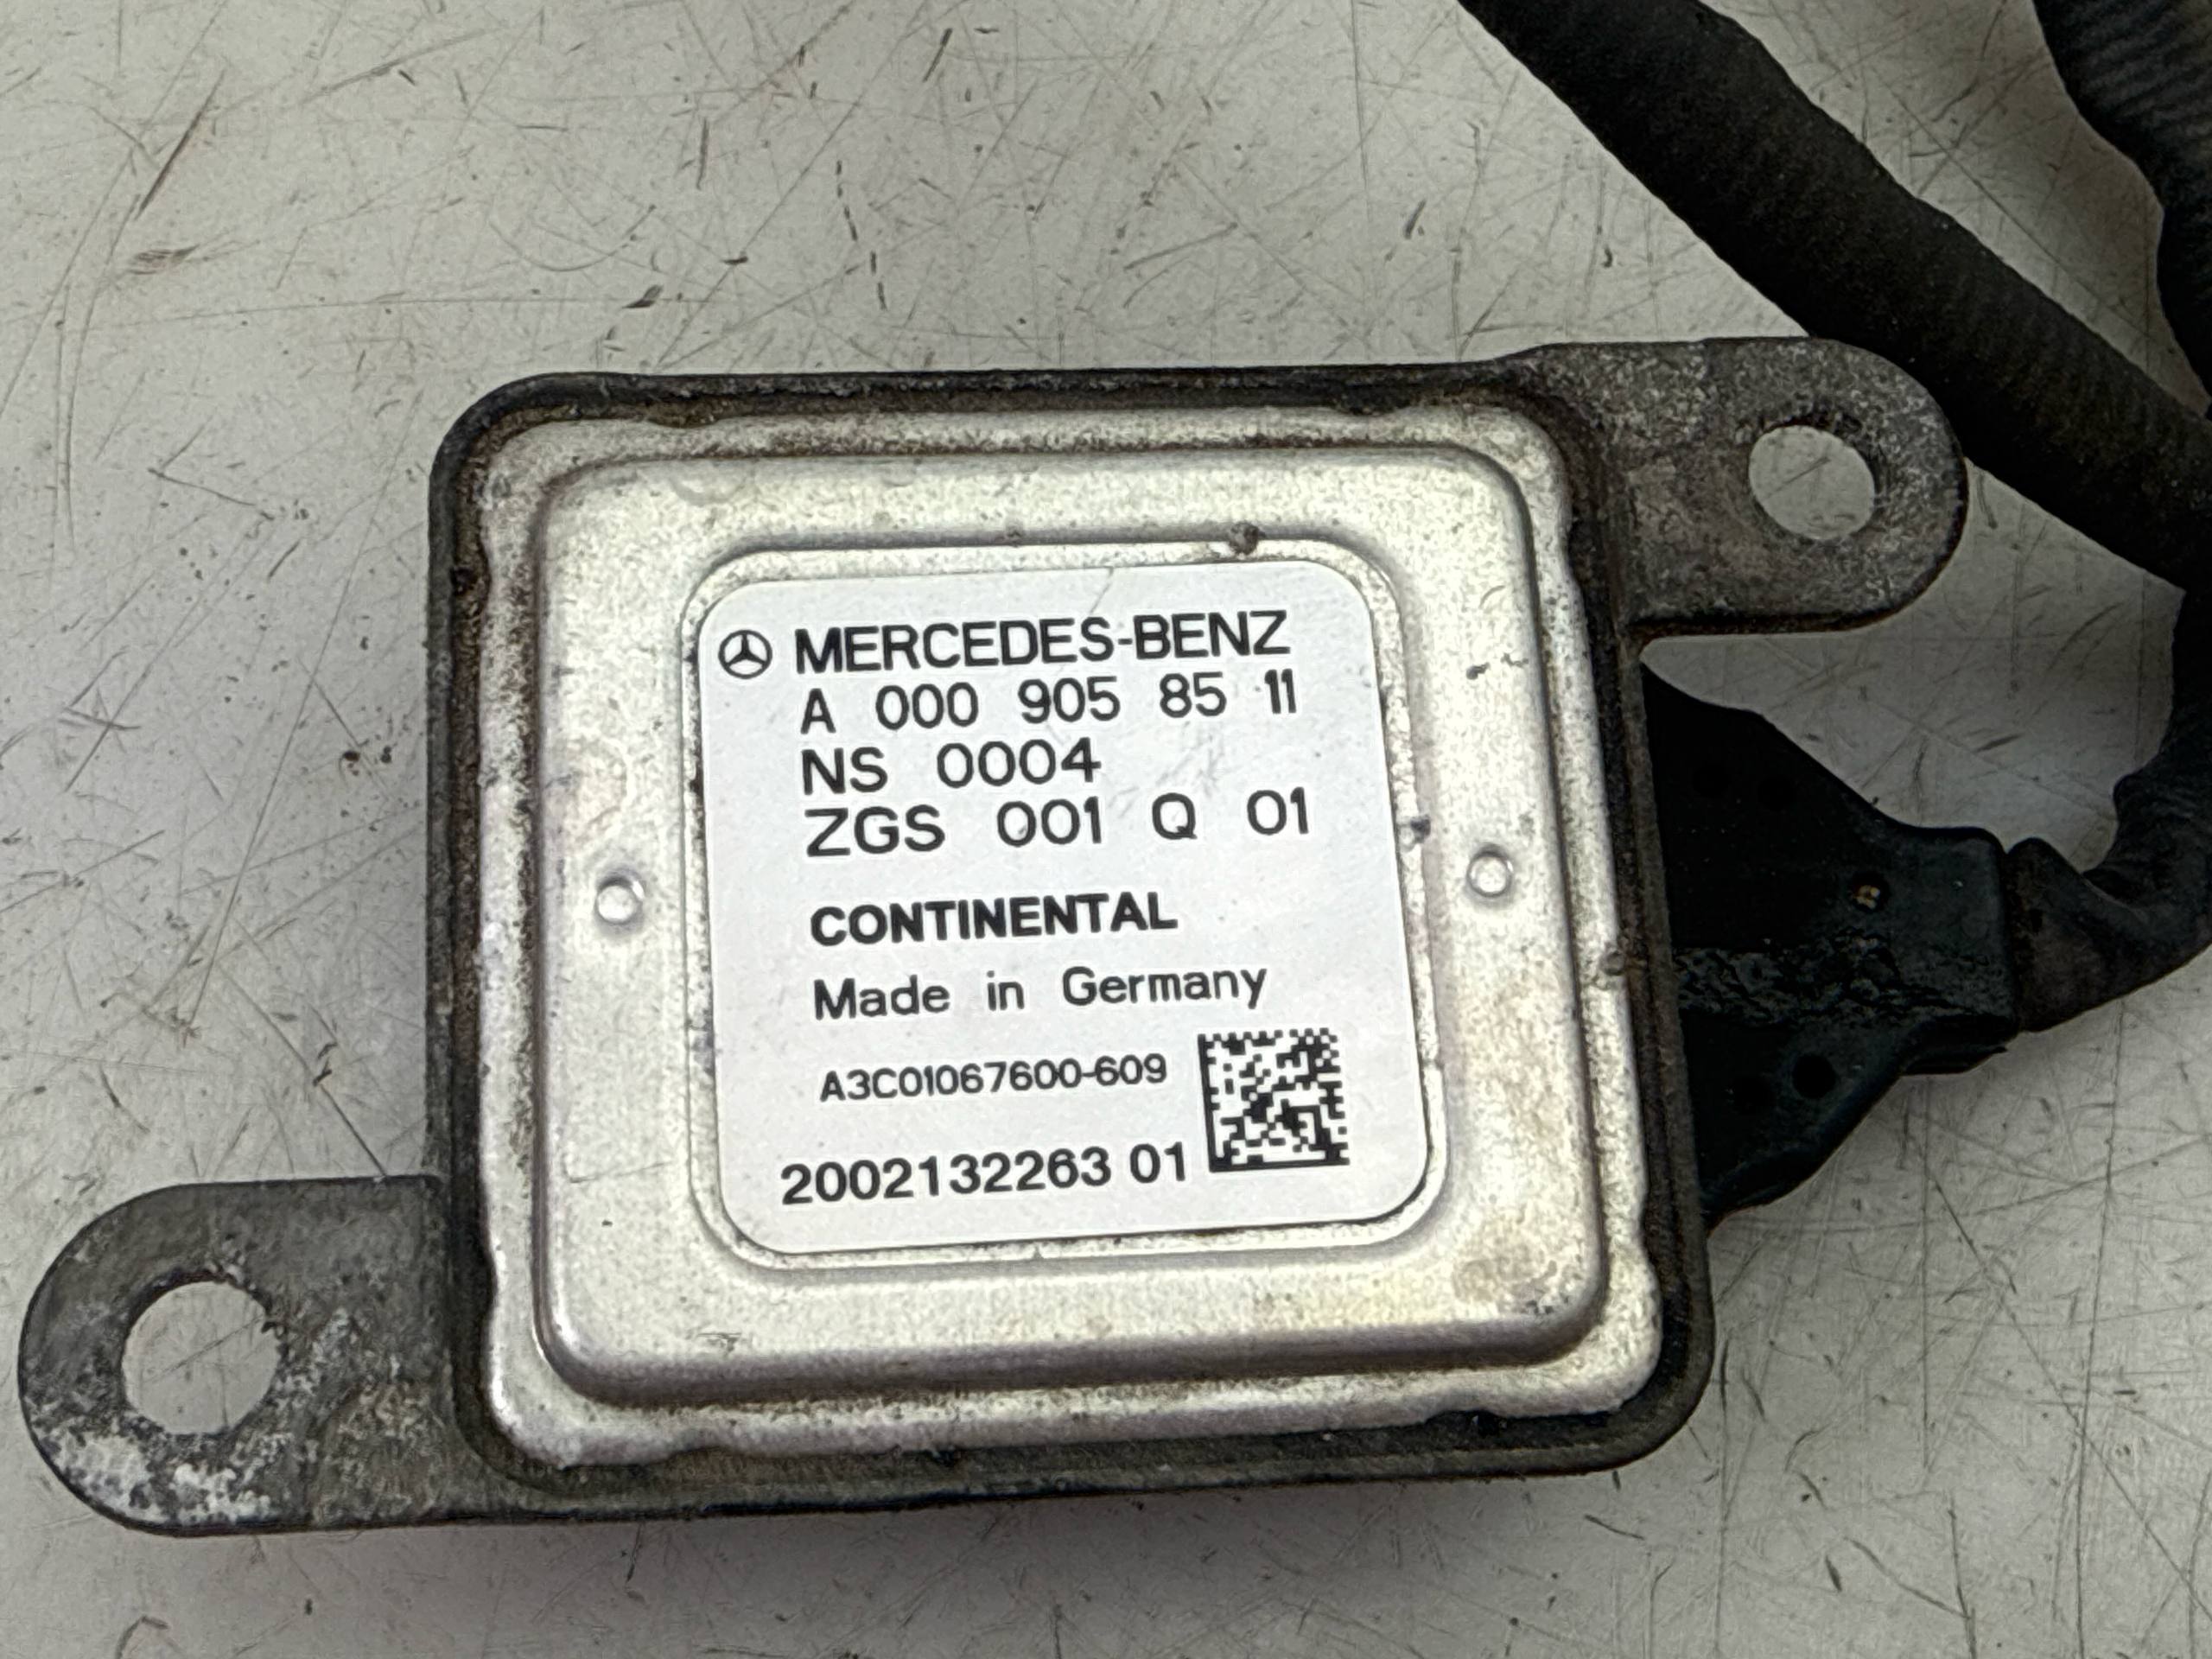 MERCEDES-BENZ
A 000 905 85 11
NS 0004
ZGS 001 Q 01
CONTINENTAL
Made in Germany
A3C01067600-609
2002132263 01